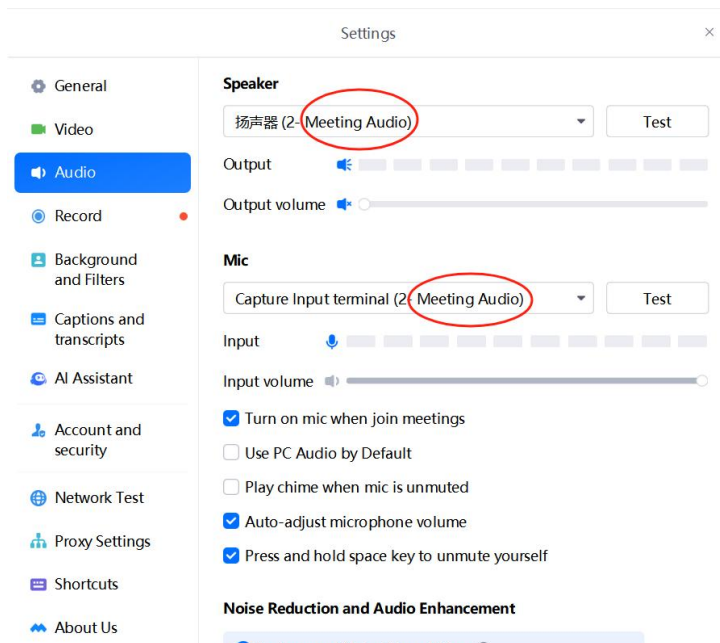 Settings
General
Video
Audio
Record
Background
and Filters
Captions and
transcripts
AI Assistant
Account and
security
Network Test
Proxy Settings
Shortcuts
About Us
Speaker
扬声器 (2- Meeting Audio)
Test
Output
Output volume
Mic
Capture Input terminal (2- Meeting Audio)
Test
Input
Input volume
Turn on mic when join meetings
Use PC Audio by Default
Play chime when mic is unmuted
Auto-adjust microphone volume
Press and hold space key to unmute yourself
Noise Reduction and Audio Enhancement